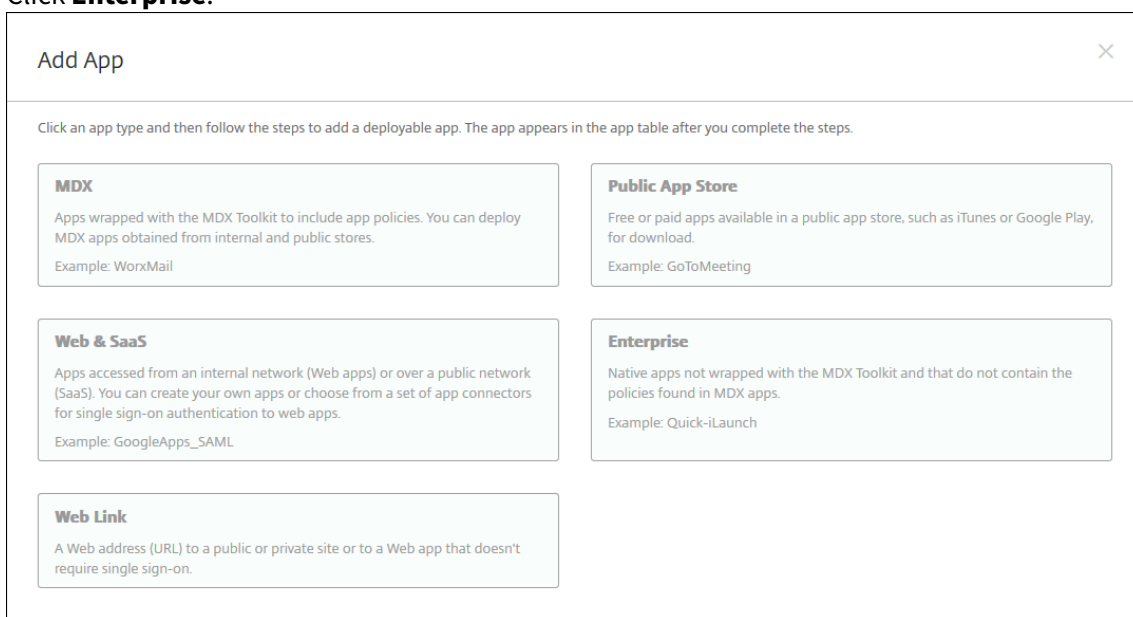 Click Enterprise.
Add App
Click an app type and then follow the steps to add a deployable app. The app appears in the app table after you complete the steps.
MDX
Apps wrapped with the MDX Toolkit to include app policies. You can deploy
MDX apps obtained from internal and public stores.
Example: WorxMail
Public App Store
Free or paid apps available in a public app store, such as iTunes or Google Play,
for download.
Example: GoToMeeting
Web & SaaS
Apps accessed from an internal network (Web apps) or over a public network
(SaaS). You can create your own apps or choose from a set of app connectors
for single sign-on authentication to web apps.
Example: GoogleApps_SAML
Enterprise
Native apps not wrapped with the MDX Toolkit and that do not contain the
policies found in MDX apps.
Example: Quick-iLaunch
Web Link
A Web address (URL) to a public or private site or to a Web app that doesn't
require single sign-on.